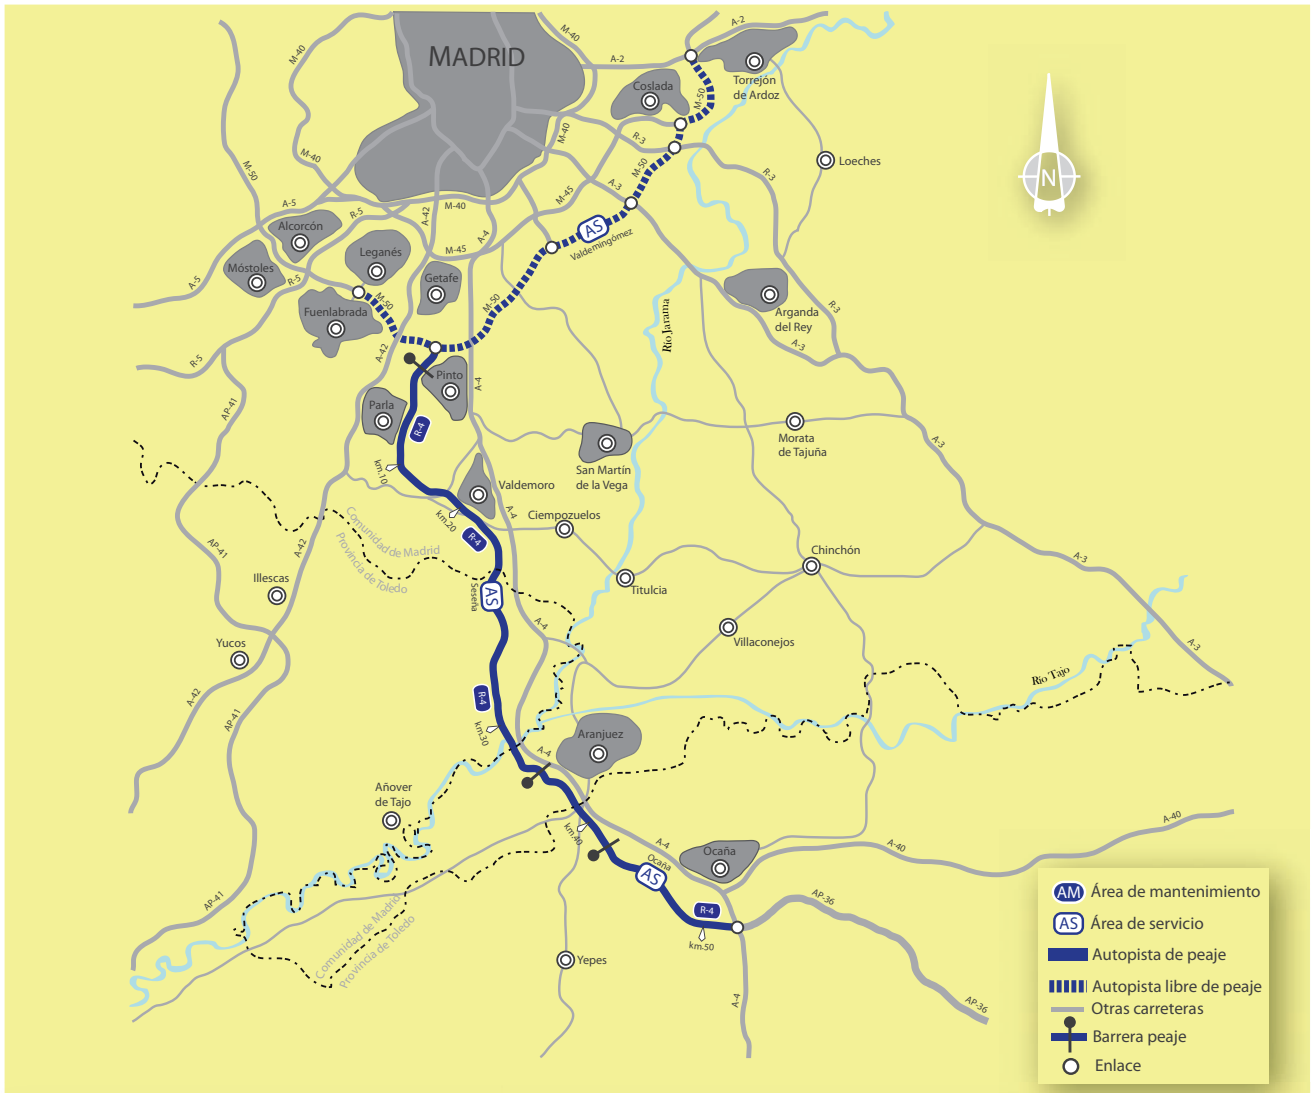 MADRID
M-40
M-40
A-2
A-2
Torrejón
de Ardoz
Coslada
M-50
M-40
M-40
R-3
M-50
Loeches
R-3
N
M-50
A-3
M-45
A-5
R-5
A-42
M-40
A-4
AS
Valdemingómez
Alcorcón
Leganés
M-45
Móstoles
R-5
Getafe
A-5
M-50
M-50
Fuenlabrada
Arganda
del Rey
R-3
Río Jarama
A-3
A-42
R-5
Pinto
A-4
AP-41
Parla
R-4
Morata
de Tajuña
A-3
San Martín
de la Vega
km.10
Valdemoro
km.20
A-4
Ciempozuelos
R-4
Comunidad de Madrid
Provincia de Toledo
AP-41
A-42
Chinchón
A-3
Illescas
Titulcia
AS
Seseña
A-4
Yucos
Villaconejos
A-3
Río Tajo
A-42
R-4
AP-41
km.30
Aranjuez
A-4
Añover
de Tajo
km.40
A-4
A-40
A-40
Ocaña
Ocaña
AS
AP-41
R-4
AP-36
km.50
Comunidad de Madrid
Provincia de Toledo
Yepes
A-4
AP-36
AM Área de mantenimiento
AS Área de servicio
Autopista de peaje
Autopista libre de peaje
Otras carreteras
Barrera peaje
Enlace